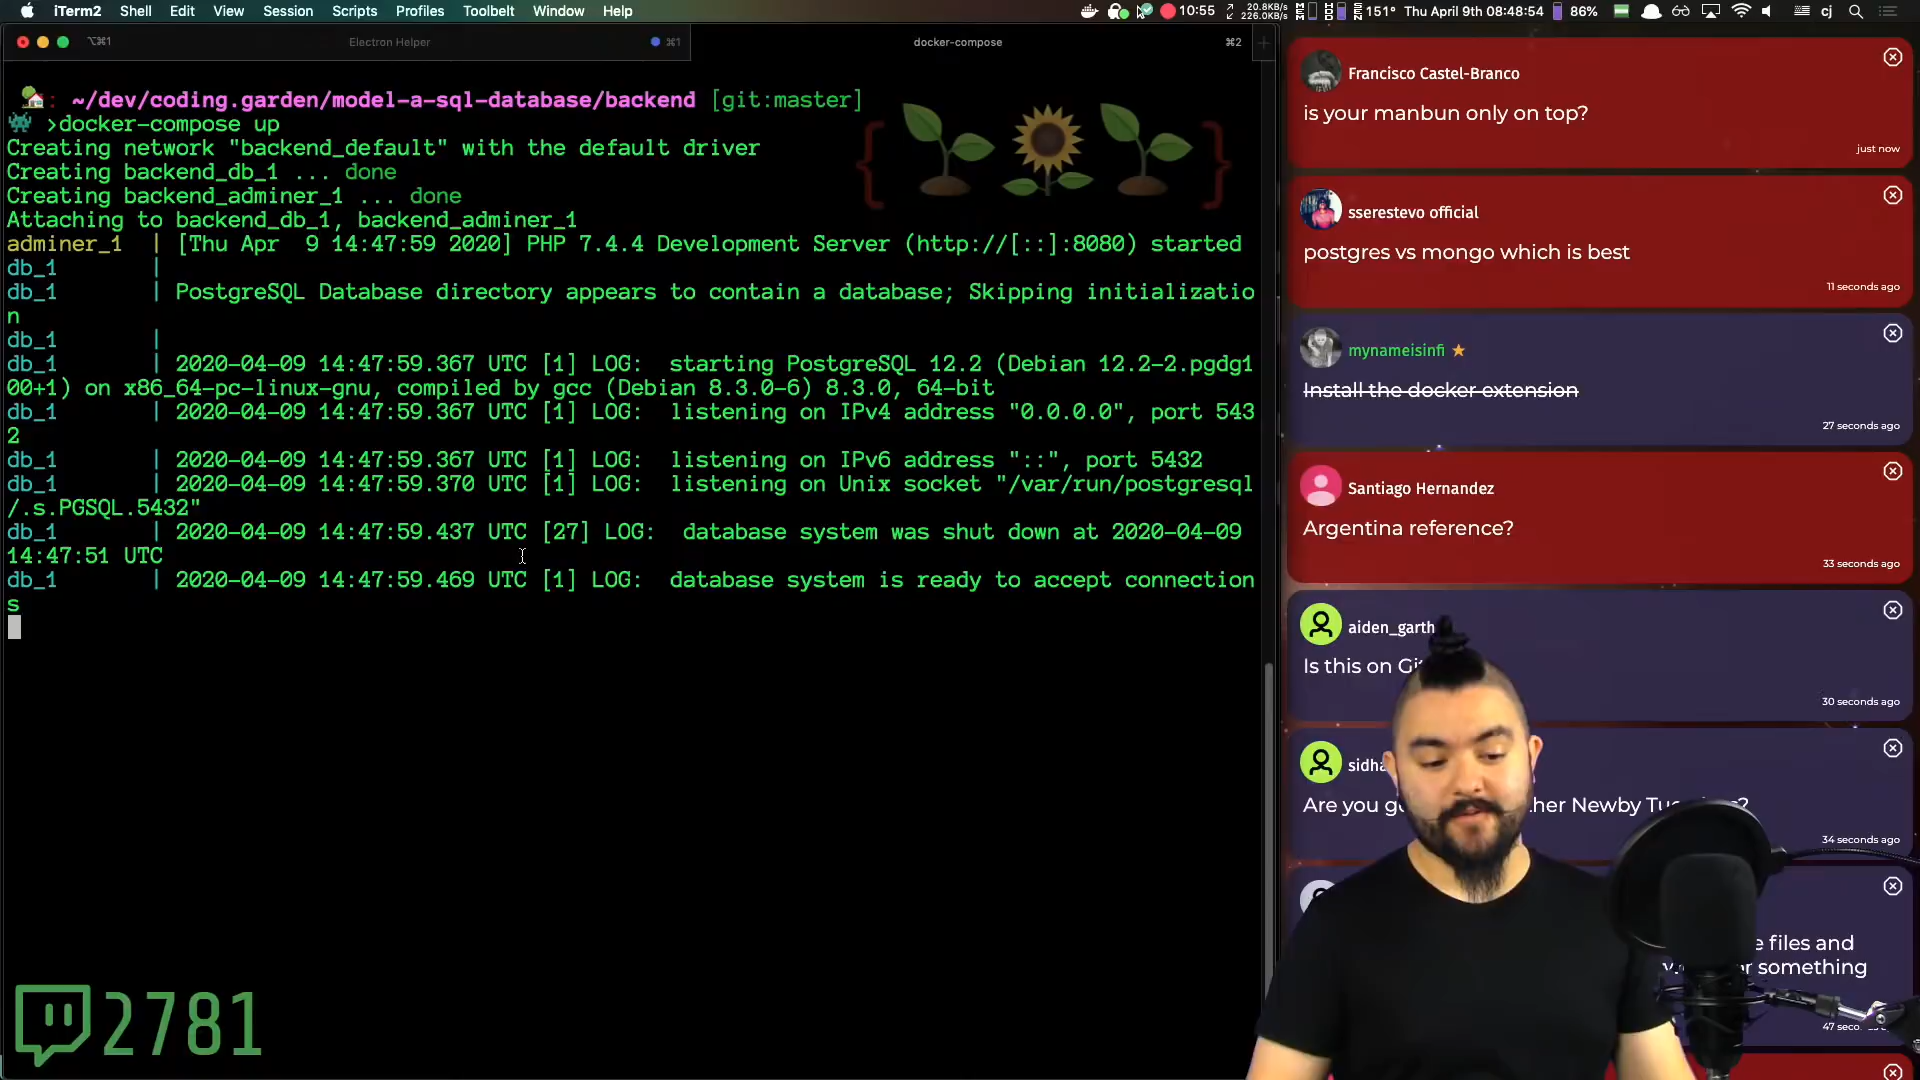 iTerm2 Shell Edit View Session Scripts Profiles Toolbelt Window Help 10:55 20.8KB/s 226.0KB/s 151° Thu April 9th 08:48:54 86% cj
⌥⌘1 Electron Helper ⌘1 docker-compose ⌘2
~/dev/coding.garden/model-a-sql-database/backend [git:master]
>docker-compose up
Creating network "backend_default" with the default driver
Creating backend_db_1 ... done
Creating backend_adminer_1 ... done
Attaching to backend_db_1, backend_adminer_1
adminer_1 | [Thu Apr 9 14:47:59 2020] PHP 7.4.4 Development Server (http://[::]:8080) started
db_1 |
db_1 | PostgreSQL Database directory appears to contain a database; Skipping initializatio
n
db_1 |
db_1 | 2020-04-09 14:47:59.367 UTC [1] LOG: starting PostgreSQL 12.2 (Debian 12.2-2.pgdg1
00+1) on x86_64-pc-linux-gnu, compiled by gcc (Debian 8.3.0-6) 8.3.0, 64-bit
db_1 | 2020-04-09 14:47:59.367 UTC [1] LOG: listening on IPv4 address "0.0.0.0", port 543
2
db_1 | 2020-04-09 14:47:59.367 UTC [1] LOG: listening on IPv6 address "::", port 5432
db_1 | 2020-04-09 14:47:59.370 UTC [1] LOG: listening on Unix socket "/var/run/postgresql
/.s.PGSQL.5432"
db_1 | 2020-04-09 14:47:59.437 UTC [27] LOG: database system was shut down at 2020-04-09
14:47:51 UTC
db_1 | 2020-04-09 14:47:59.469 UTC [1] LOG: database system is ready to accept connection
s
2781
Francisco Castel-Branco
is your manbun only on top?
just now
sserestevo official
postgres vs mongo which is best
11 seconds ago
mynameisinfi
Install the docker extension
27 seconds ago
Santiago Hernandez
Argentina reference?
33 seconds ago
aiden_garth
Is this on
30 seconds ago
Are you Newby
34 seconds ago
files and
something
47